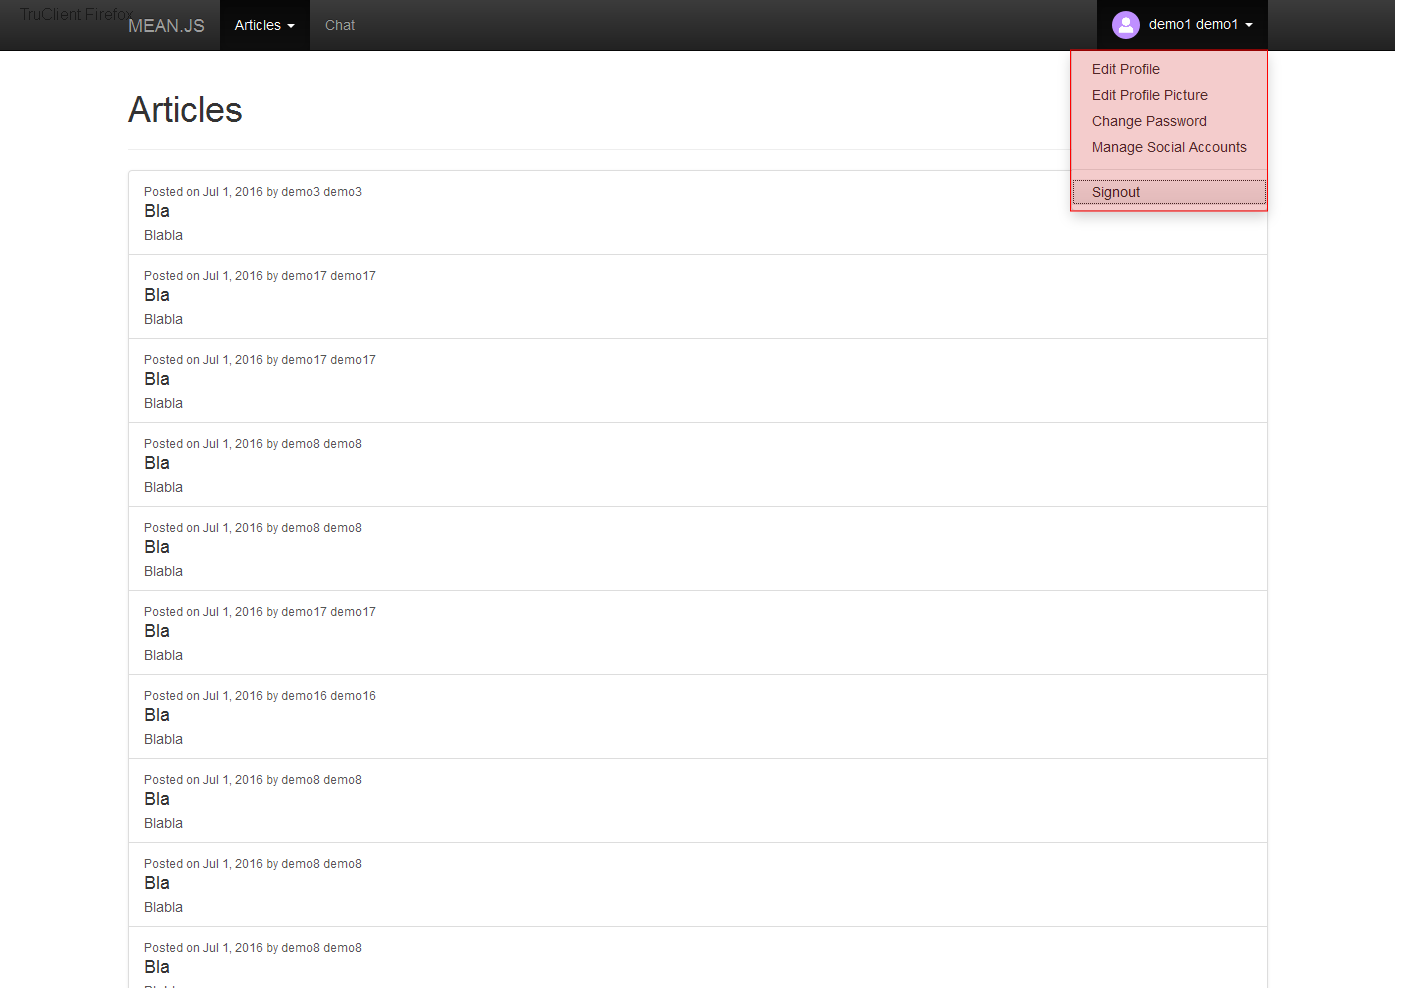 TruClient Firefox
MEAN.JS Articles Chat demo1 demo1
Edit Profile
Edit Profile Picture
Change Password
Manage Social Accounts
Signout
Articles
Posted on Jul 1, 2016 by demo3 demo3
Bla
Blabla
Posted on Jul 1, 2016 by demo17 demo17
Bla
Blabla
Posted on Jul 1, 2016 by demo17 demo17
Bla
Blabla
Posted on Jul 1, 2016 by demo8 demo8
Bla
Blabla
Posted on Jul 1, 2016 by demo8 demo8
Bla
Blabla
Posted on Jul 1, 2016 by demo17 demo17
Bla
Blabla
Posted on Jul 1, 2016 by demo16 demo16
Bla
Blabla
Posted on Jul 1, 2016 by demo8 demo8
Bla
Blabla
Posted on Jul 1, 2016 by demo8 demo8
Bla
Blabla
Posted on Jul 1, 2016 by demo8 demo8
Bla